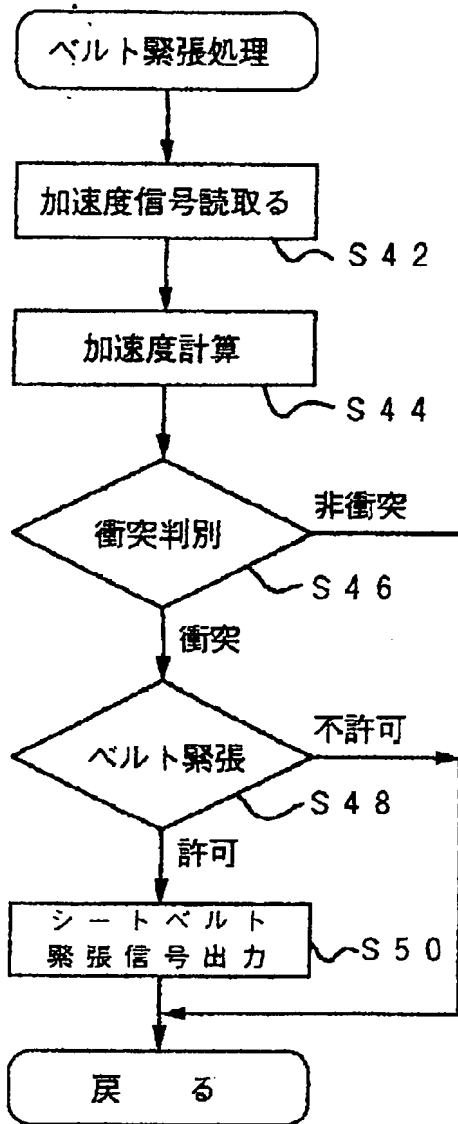 ベルト緊張処理
加速度信号読取る
S42
加速度計算
S44
衝突判別
非衝突
S46
衝突
ベルト緊張
不許可
S48
許可
シートベルト
緊張信号出力
S50
戻る